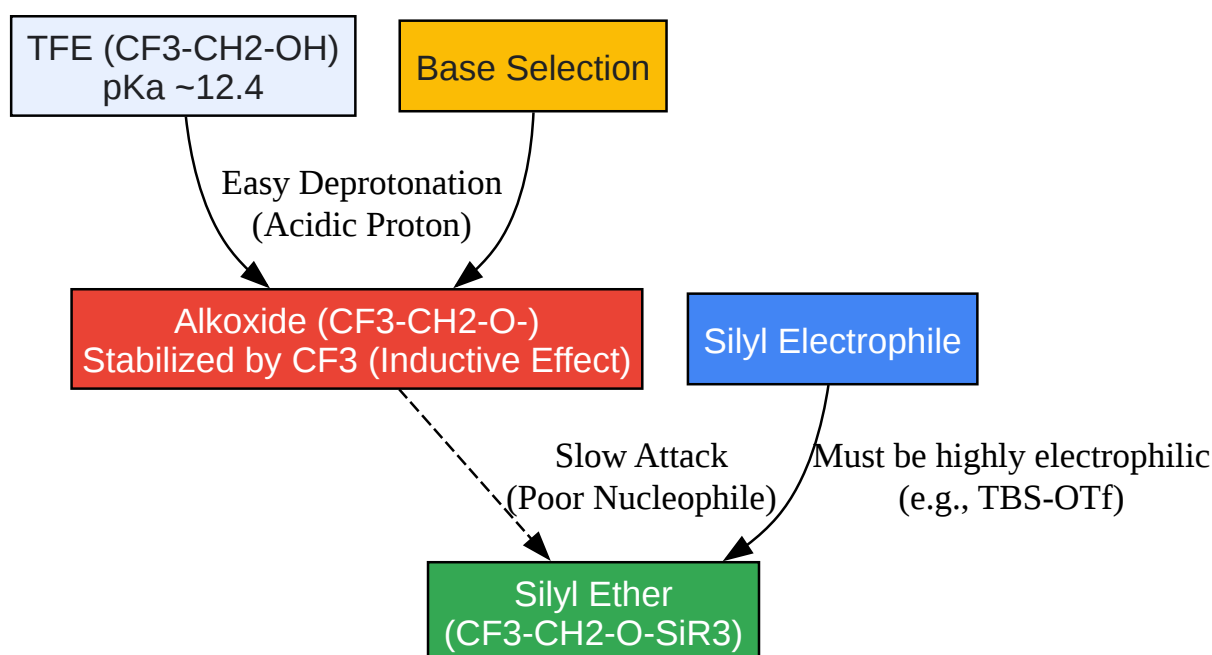 TFE (CF3-CH2-OH)
pKa ~12.4
Base Selection
Easy Deprotonation
(Acidic Proton)
Alkoxide (CF3-CH2-O-)
Stabilized by CF3 (Inductive Effect)
Silyl Electrophile
Slow Attack
(Poor Nucleophile)
Must be highly electrophilic
(e.g., TBS-OTf)
Silyl Ether
(CF3-CH2-O-SiR3)